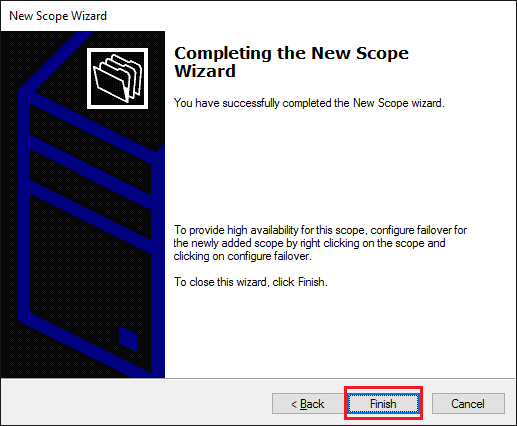 New Scope Wizard
Completing the New Scope
Wizard
You have successfully completed the New Scope wizard.
To provide high availability for this scope, configure failover for
the newly added scope by right clicking on the scope and
clicking on configure failover.
To close this wizard, click Finish.
< Back
Finish
Cancel